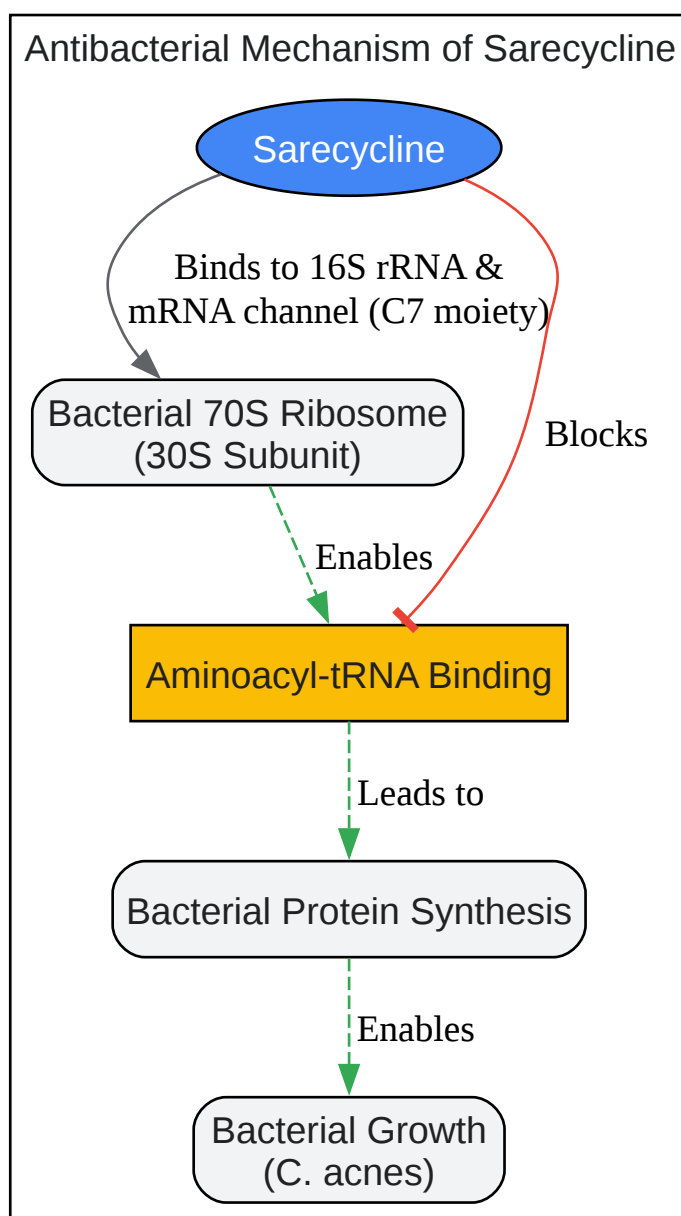 Antibacterial Mechanism of Sarecycline
Sarecycline
Binds to 16S rRNA &
mRNA channel (C7 moiety)
Bacterial 70S Ribosome
(30S Subunit)
Blocks
Enables
Aminoacyl-tRNA Binding
Leads to
Bacterial Protein Synthesis
Enables
Bacterial Growth
(C. acnes)